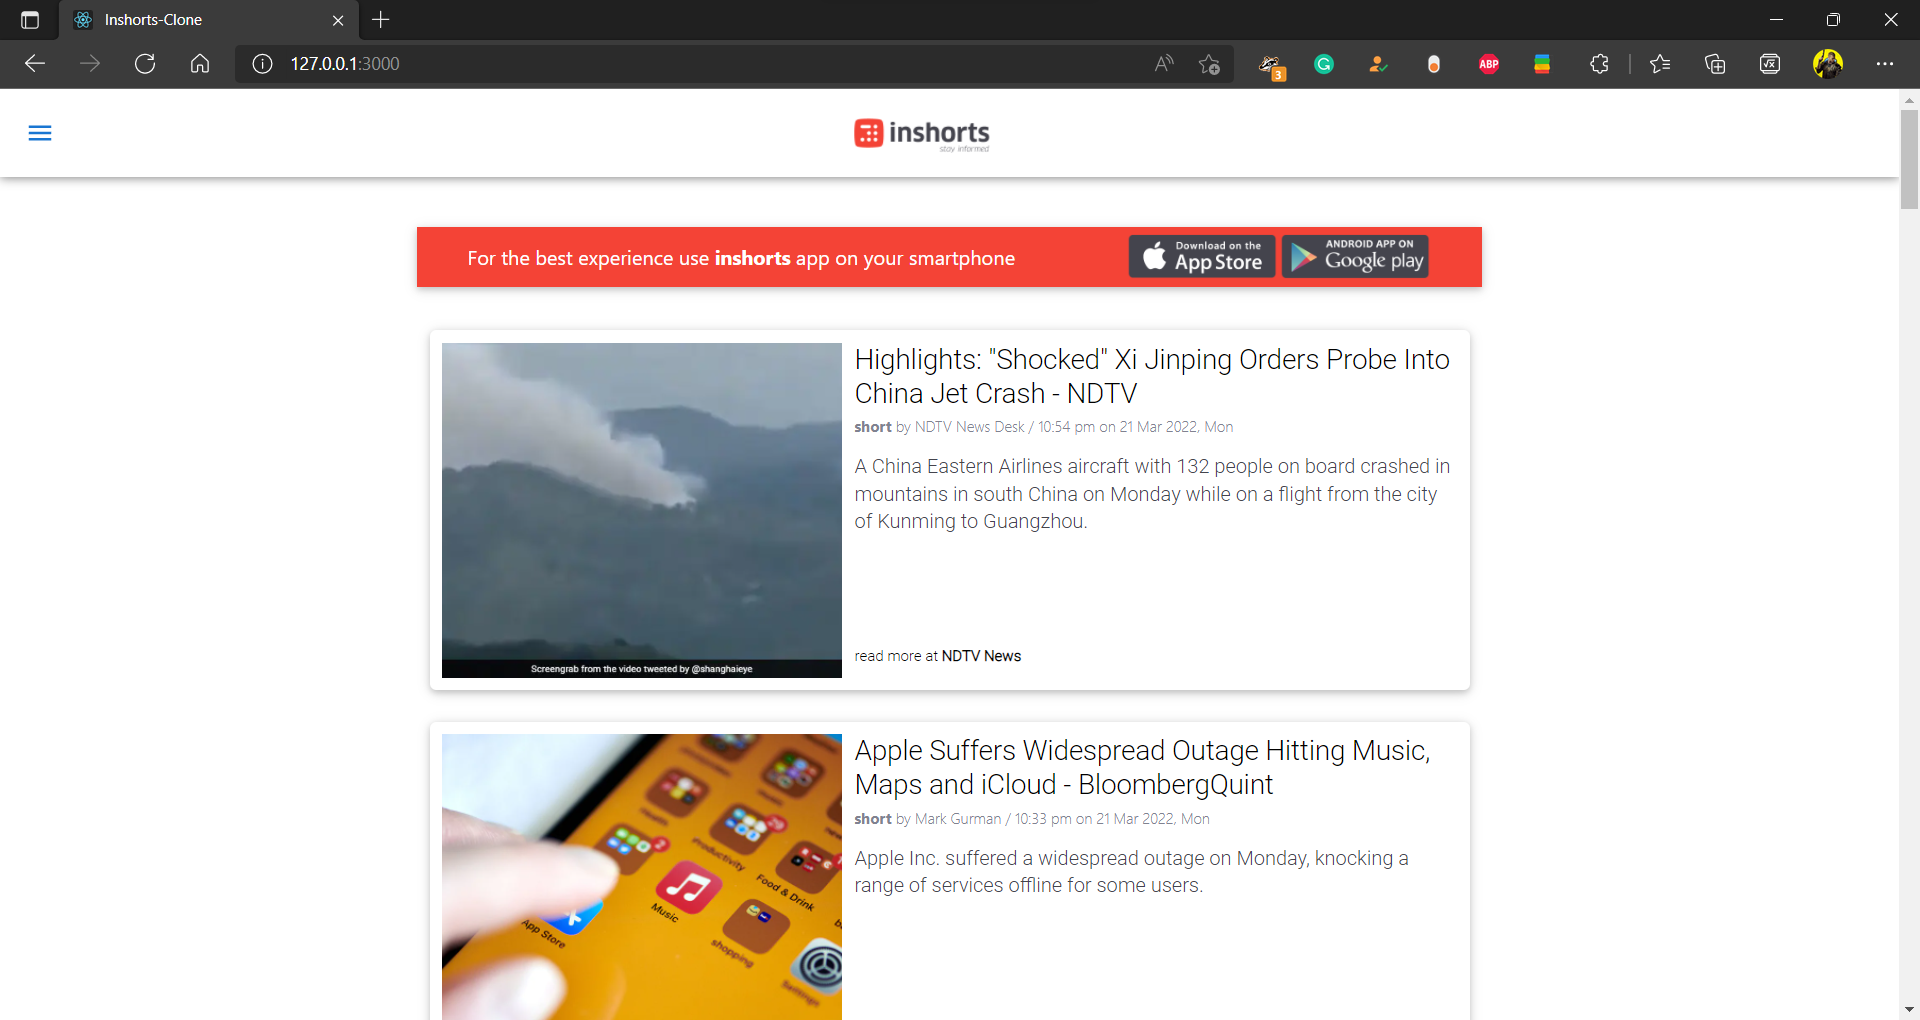 Inshorts-Clone
127.0.0.1:3000
3
G
ABP
inshorts
stay informed
For the best experience use inshorts app on your smartphone
Download on the
App Store
ANDROID APP ON
Google play
Highlights: "Shocked" Xi Jinping Orders Probe Into
China Jet Crash - NDTV
short by NDTV News Desk / 10:54 pm on 21 Mar 2022, Mon
A China Eastern Airlines aircraft with 132 people on board crashed in
mountains in south China on Monday while on a flight from the city
of Kunming to Guangzhou.
Screengrab from the video tweeted by @shanghaieye
read more at NDTV News
Apple Suffers Widespread Outage Hitting Music,
Maps and iCloud - BloombergQuint
short by Mark Gurman / 10:33 pm on 21 Mar 2022, Mon
Apple Inc. suffered a widespread outage on Monday, knocking a
range of services offline for some users.
Health
Productivity
Food & Drink
Music
App Store
shopping
Settings
29
2